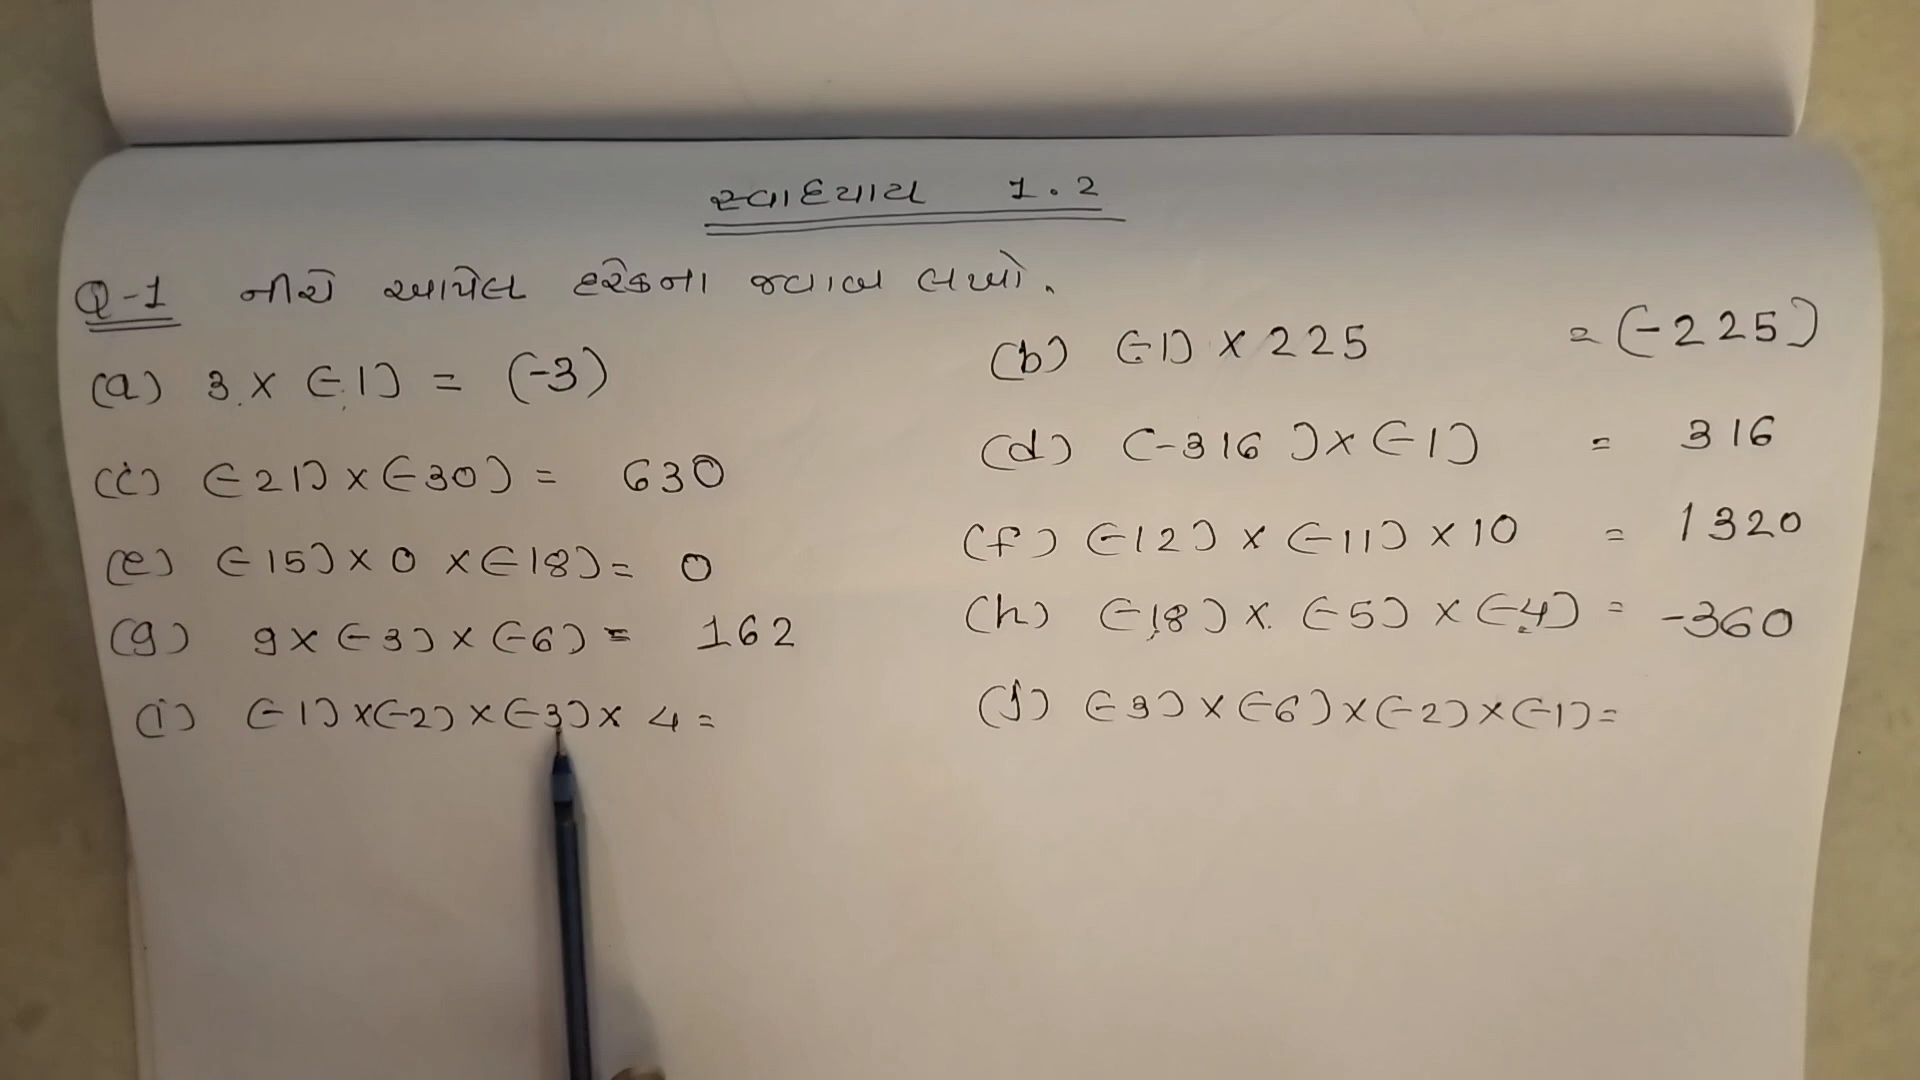 સ્વાધ્યાય 1.2
Q-1 નીચે આપેલ દરેકના જવાબ લખો.
(a) 3 × (-1) = (-3)
(b) (-1) × 225 = (-225)
(c) (-21) × (-30) = 630
(d) (-316) × (-1) = 316
(e) (-15) × 0 × (-18) = 0
(f) (-12) × (-11) × 10 = 1320
(g) 9 × (-3) × (-6) = 162
(h) (-18) × (-5) × (-4) = -360
(i) (-1) × (-2) × (-3) × 4 =
(j) (-3) × (-6) × (-2) × (-1) =